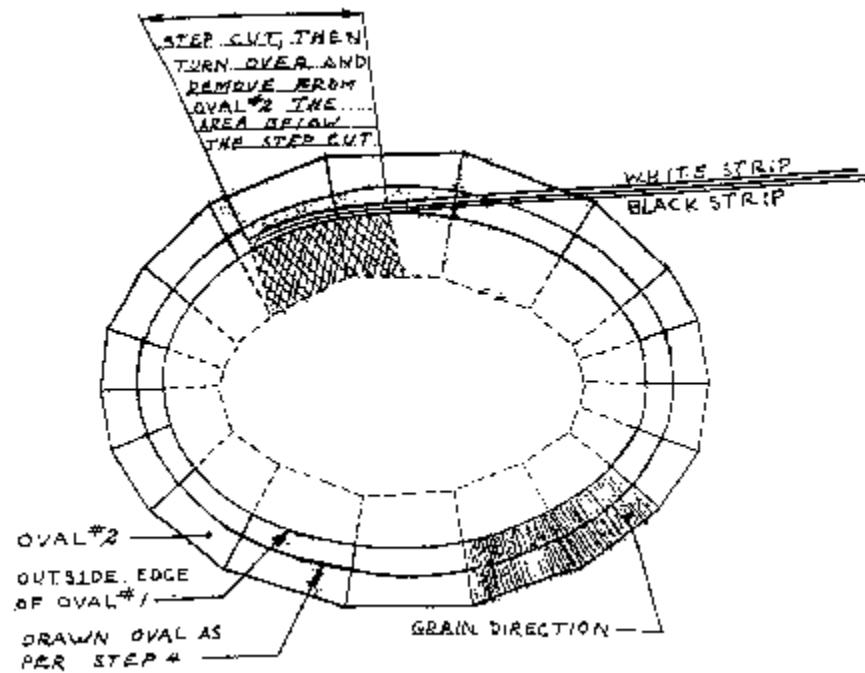 STEP CUT, THEN
TURN OVER AND
REMOVE FROM
OVAL #2 THE
AREA BELOW
THE STEP CUT.
WHITE STRIP
BLACK STRIP
OVAL #2
OUTSIDE EDGE
OF OVAL #1
DRAWN OVAL AS
PER STEP 4
GRAIN DIRECTION